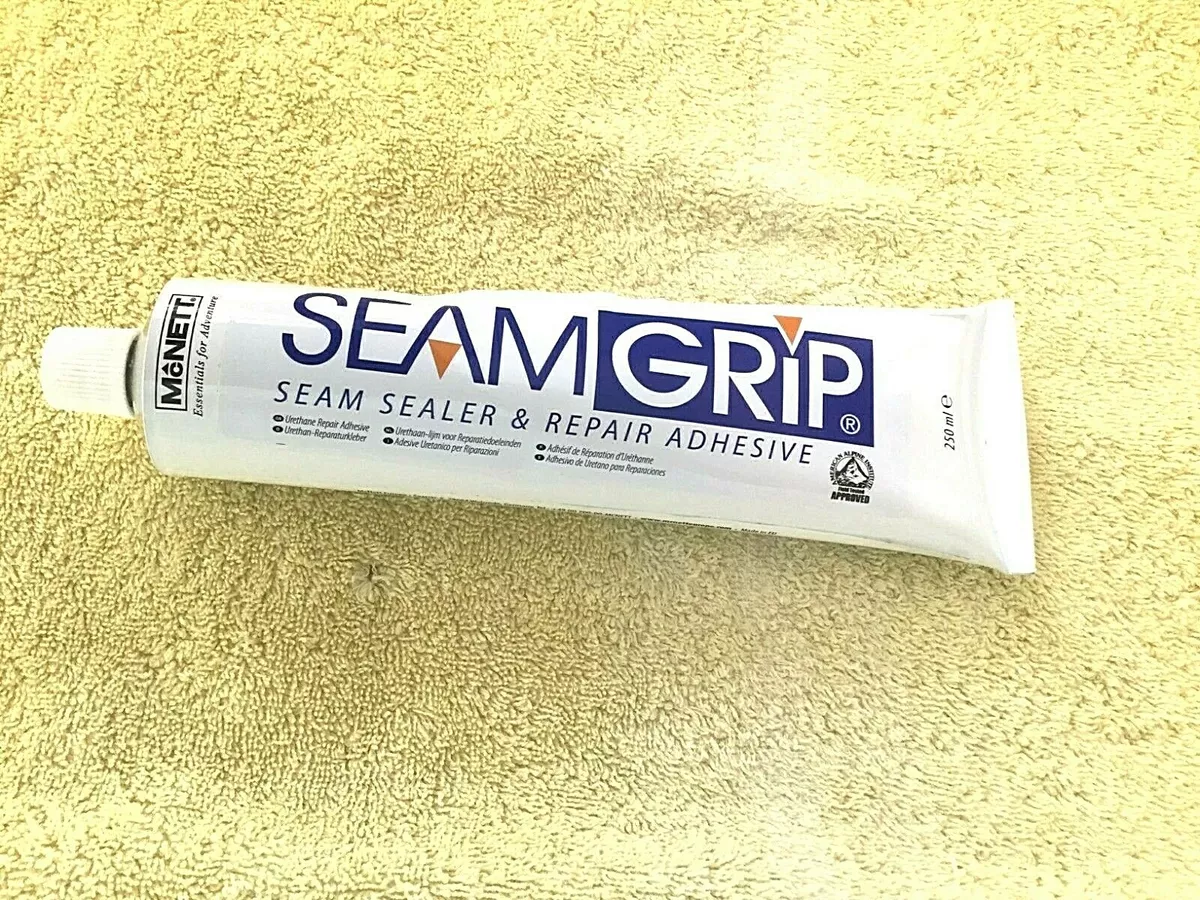 McNETT®
Essentials for Adventure
SEAM GRiP®
SEAM SEALER & REPAIR ADHESIVE
Urethane Repair Adhesive
Urethan-Reparaturkleber
Urethaan-lijm voor Reparatiedoeleinden
Adesive Uretanico per Riparazioni
Adhésif de Réparation d'Uréthanne
Adhesivo de Uretano para Reparaciones
AMERICAN ALPINE INSTITUTE
Field Tested
APPROVED
250 ml ℮